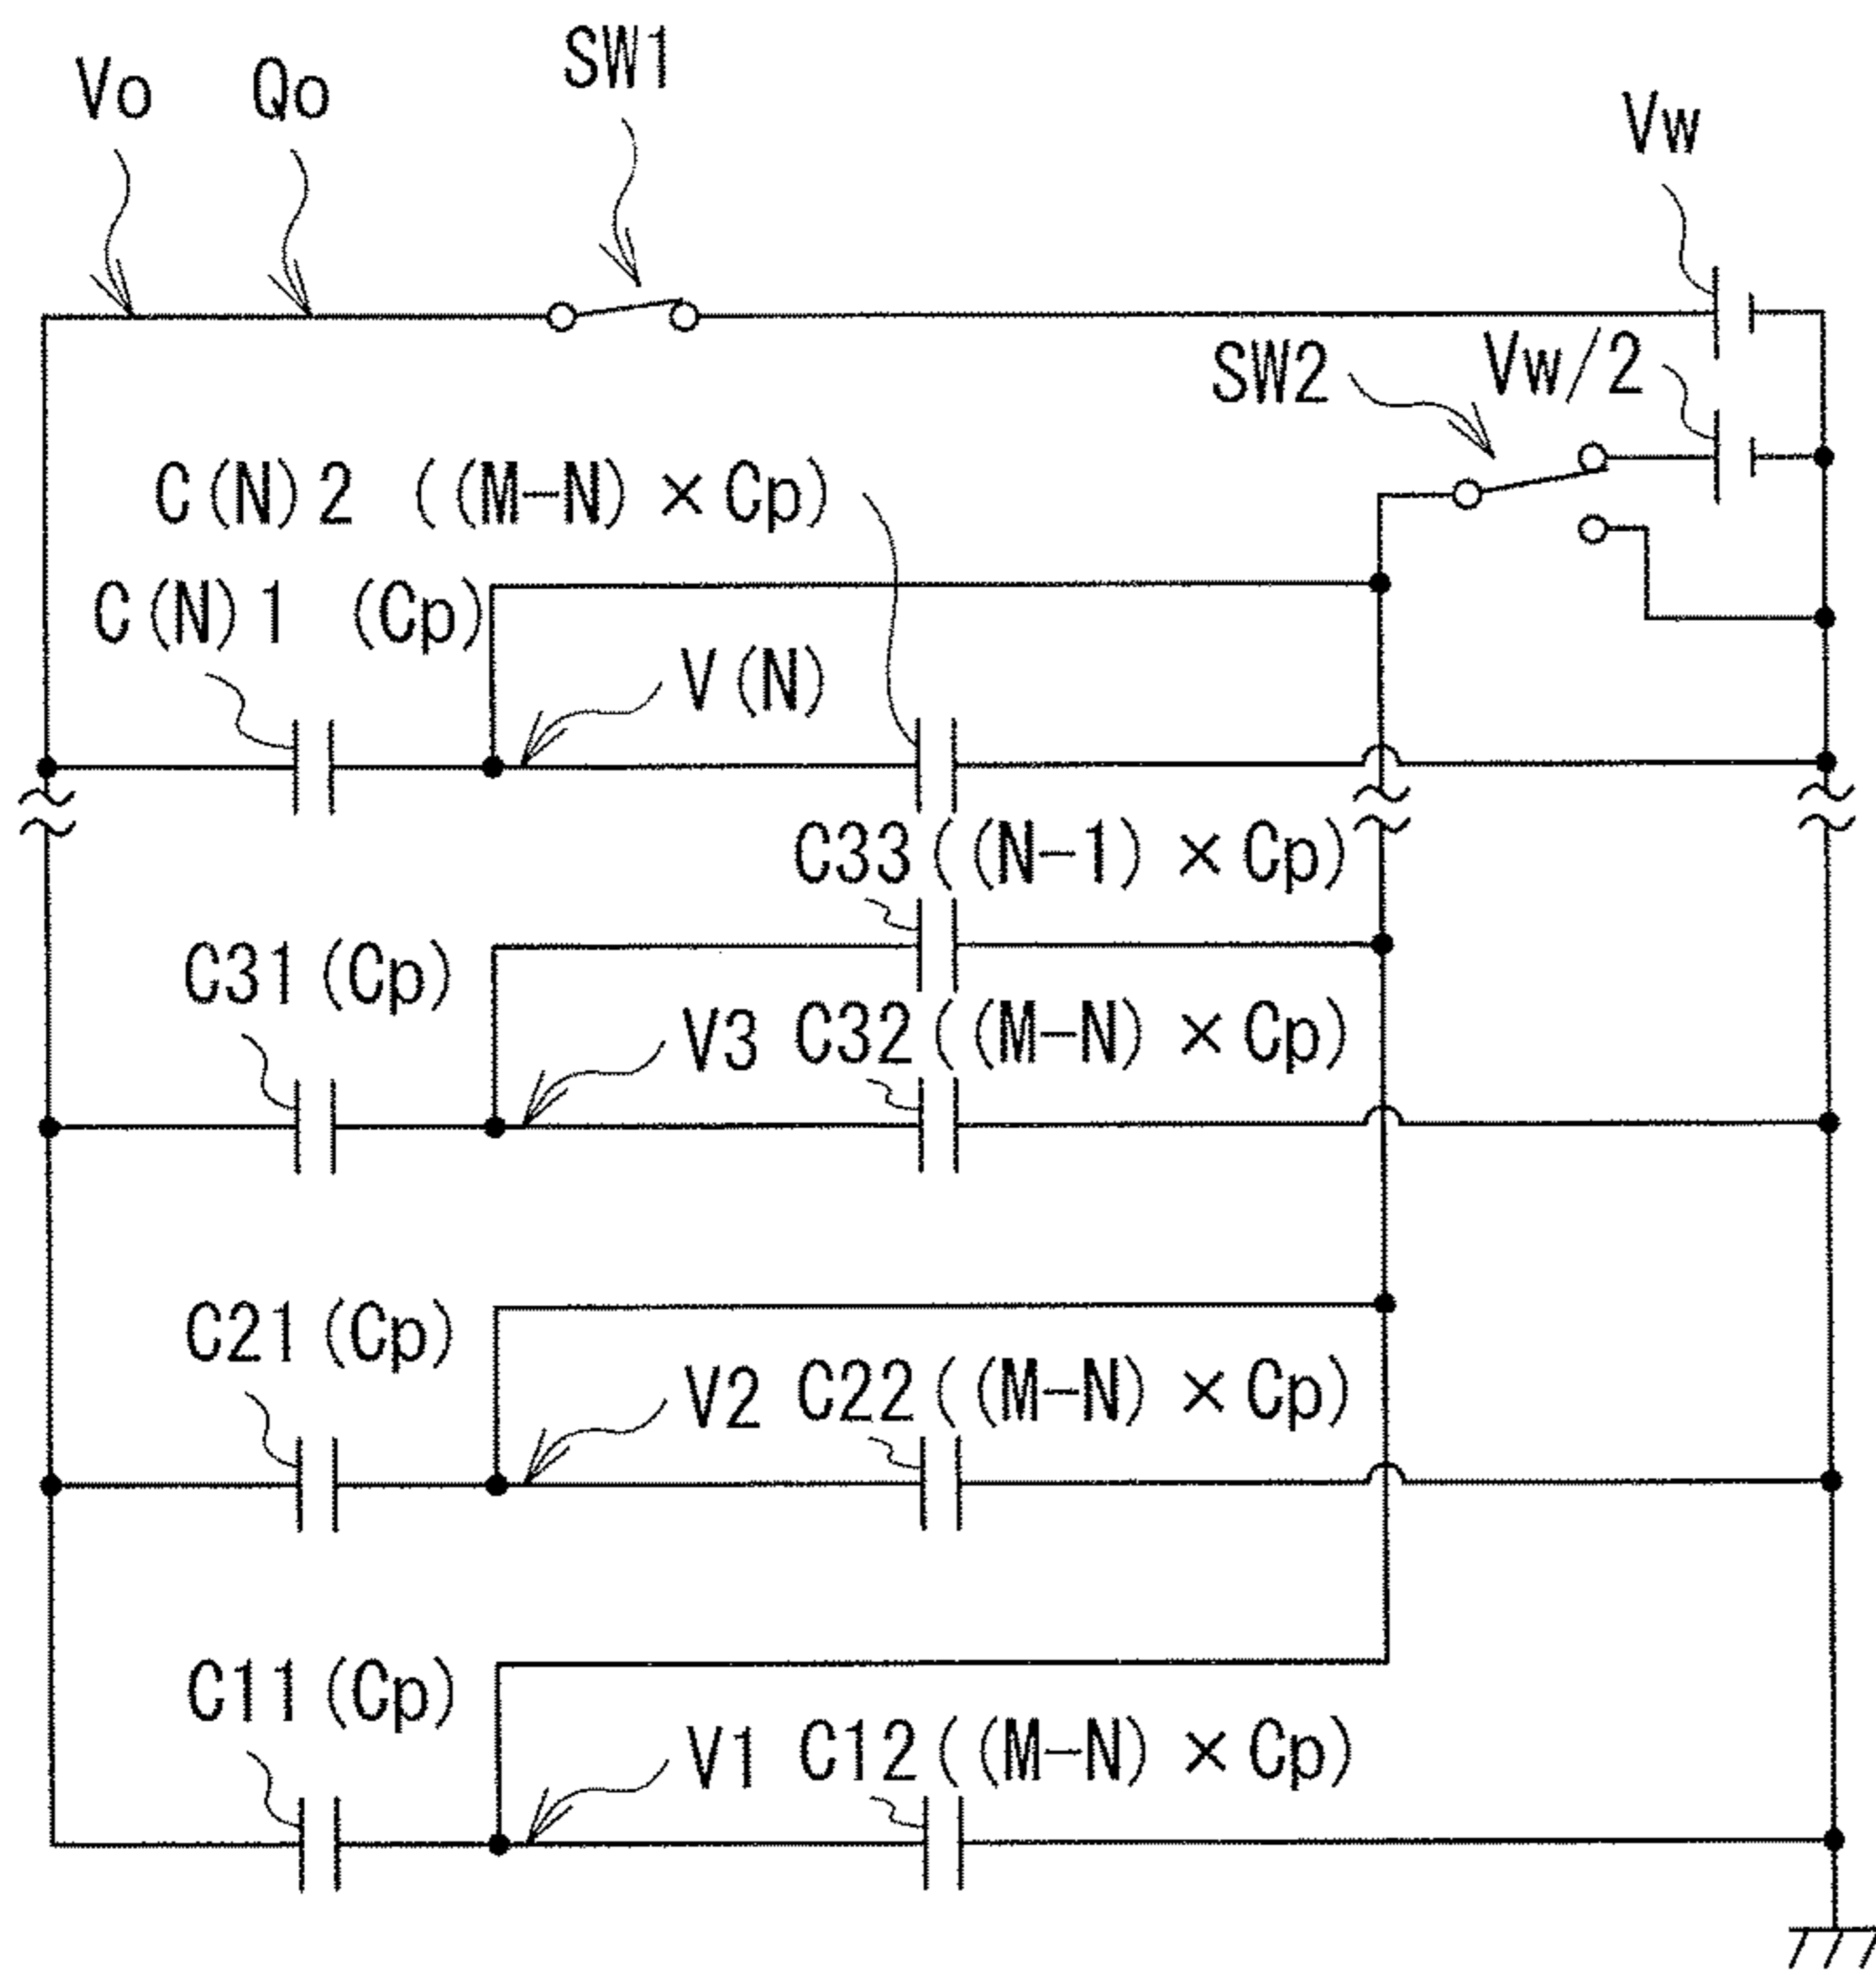 Vo
Qo
SW1
Vw
SW2
Vw/2
C(N)2 ((M-N)×Cp)
C(N)1 (Cp)
V(N)
C33((N-1)×Cp)
C31(Cp)
V3
C32((M-N)×Cp)
C21(Cp)
V2
C22((M-N)×Cp)
C11(Cp)
V1
C12((M-N)×Cp)